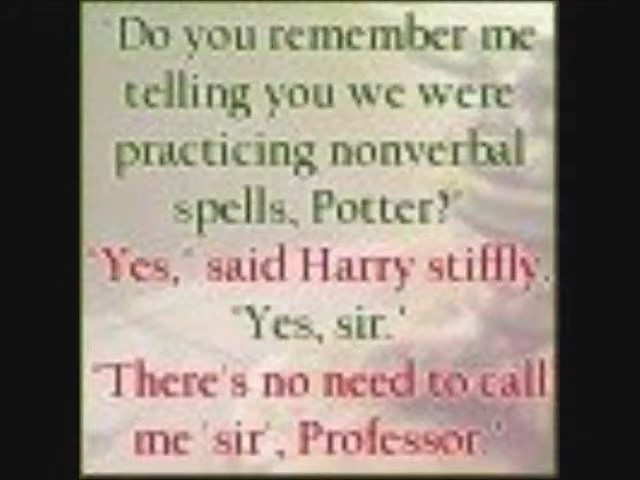 "Do you remember me
telling you we were
practicing nonverbal
spells, Potter?"
"Yes," said Harry stiffly.
"Yes, sir."
"There's no need to call
me 'sir', Professor."